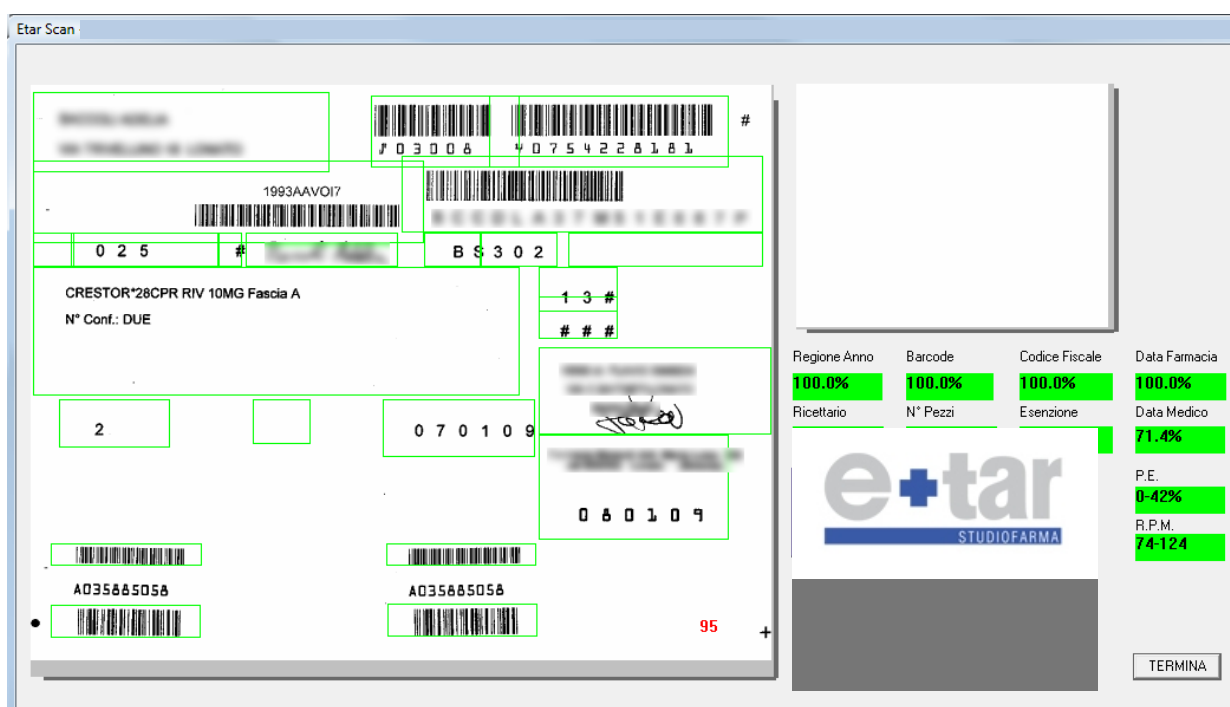 Etar Scan
#
♪03008 4075428181
1993AAVOI7
025 #
BS302
CRESTOR*28CPR RIV 10MG Fascia A
N° Conf.: DUE
13#
###
2
070109
080109
A035885058 A035885058
95
+
Regione Anno Barcode Codice Fiscale Data Farmacia
100.0% 100.0% 100.0% 100.0%
Ricettario N° Pezzi Esenzione Data Medico
71.4%
P.E.
0-42%
R.P.M.
74-124
e+tar
STUDIOFARMA
TERMINA